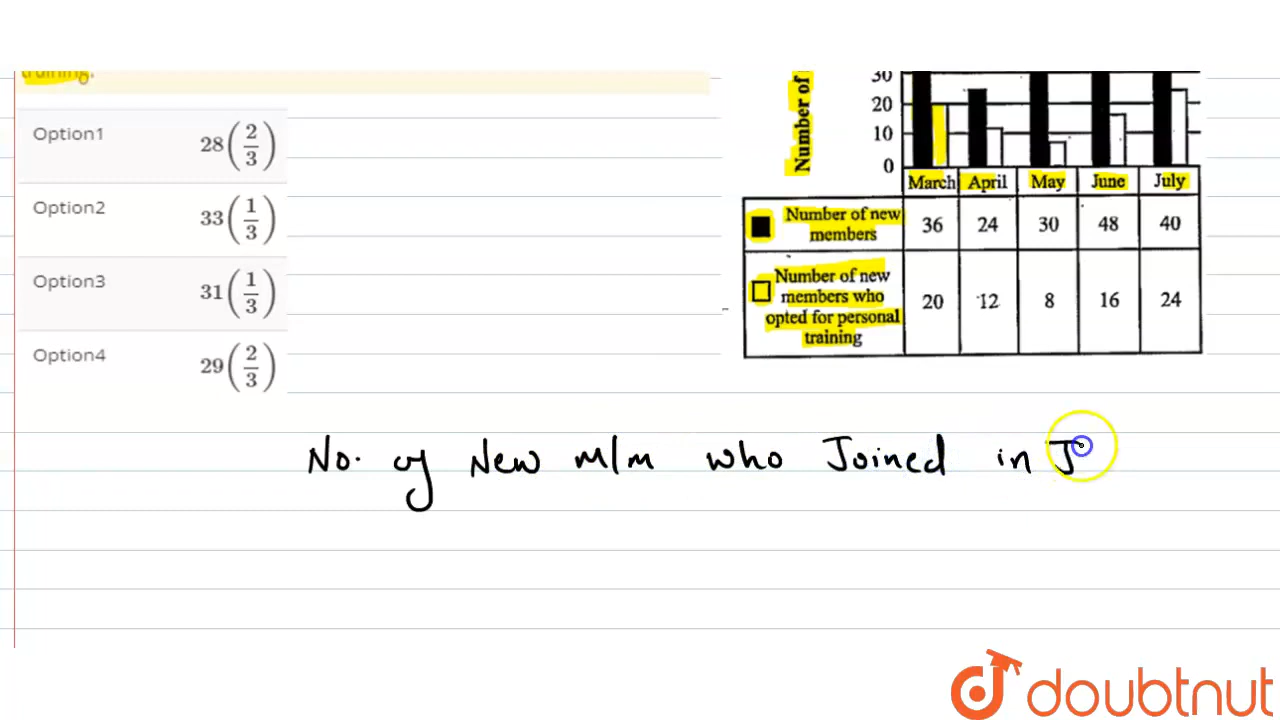 training.
Option1
28(2/3)
Option2
33(1/3)
Option3
31(1/3)
Option4
29(2/3)
Number of
30
20
10
0
March April May June July
Number of new members 36 24 30 48 40
Number of new members who opted for personal training 20 12 8 16 24
No. of New M/M who Joined in J
doubtnut